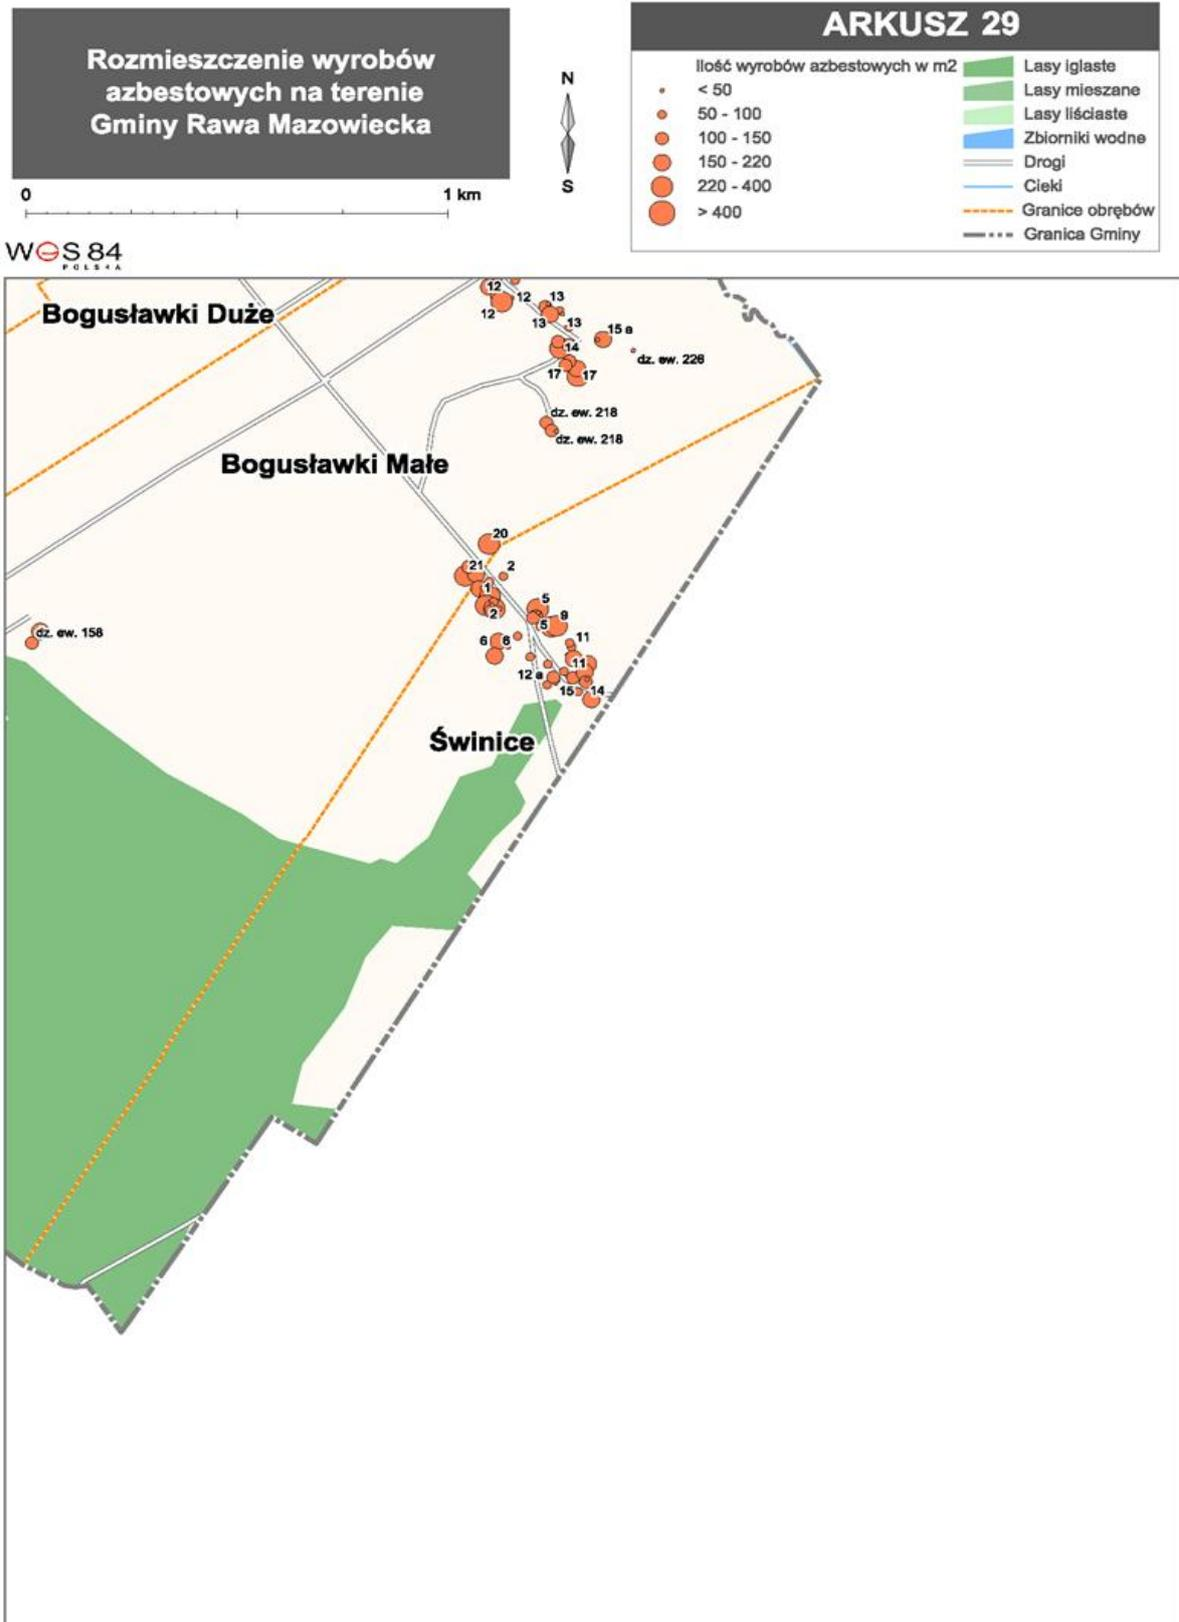 Rozmieszczenie wyrobów
azbestowych na terenie
Gminy Rawa Mazowiecka
0
1 km
WGS 84
POLSKA
N
S
ARKUSZ 29
Ilość wyrobów azbestowych w m2
< 50
50 - 100
100 - 150
150 - 220
220 - 400
> 400
Lasy iglaste
Lasy mieszane
Lasy liściaste
Zbiorniki wodne
Drogi
Cieki
Granice obrębów
Granica Gminy
12
12
13
12
13
13
15 a
14
dz. ew. 226
17
17
Bogusławki Duże
dz. ew. 218
dz. ew. 218
Bogusławki Małe
20
21
2
1
2
5
5
9
dz. ew. 158
6
6
11
11
12 a
15
14
Świnice